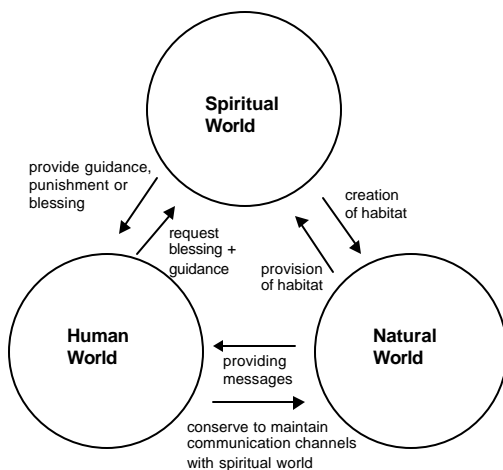 Spiritual
World
provide guidance,
punishment or
blessing
creation
of habitat
request
blessing +
guidance
provision
of habitat
Human
World
Natural
World
providing
messages
conserve to maintain
communication channels
with spiritual world